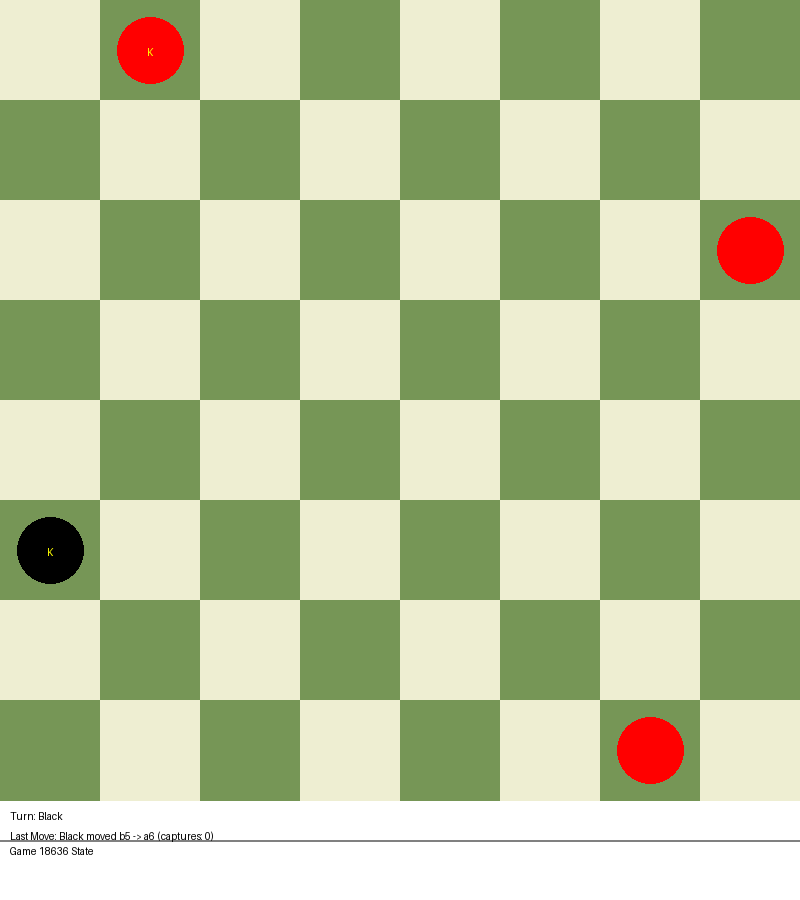 K
K
Turn: Black
Last Move: Black moved b5 -> a6 (captures: 0)
Game 18636 State